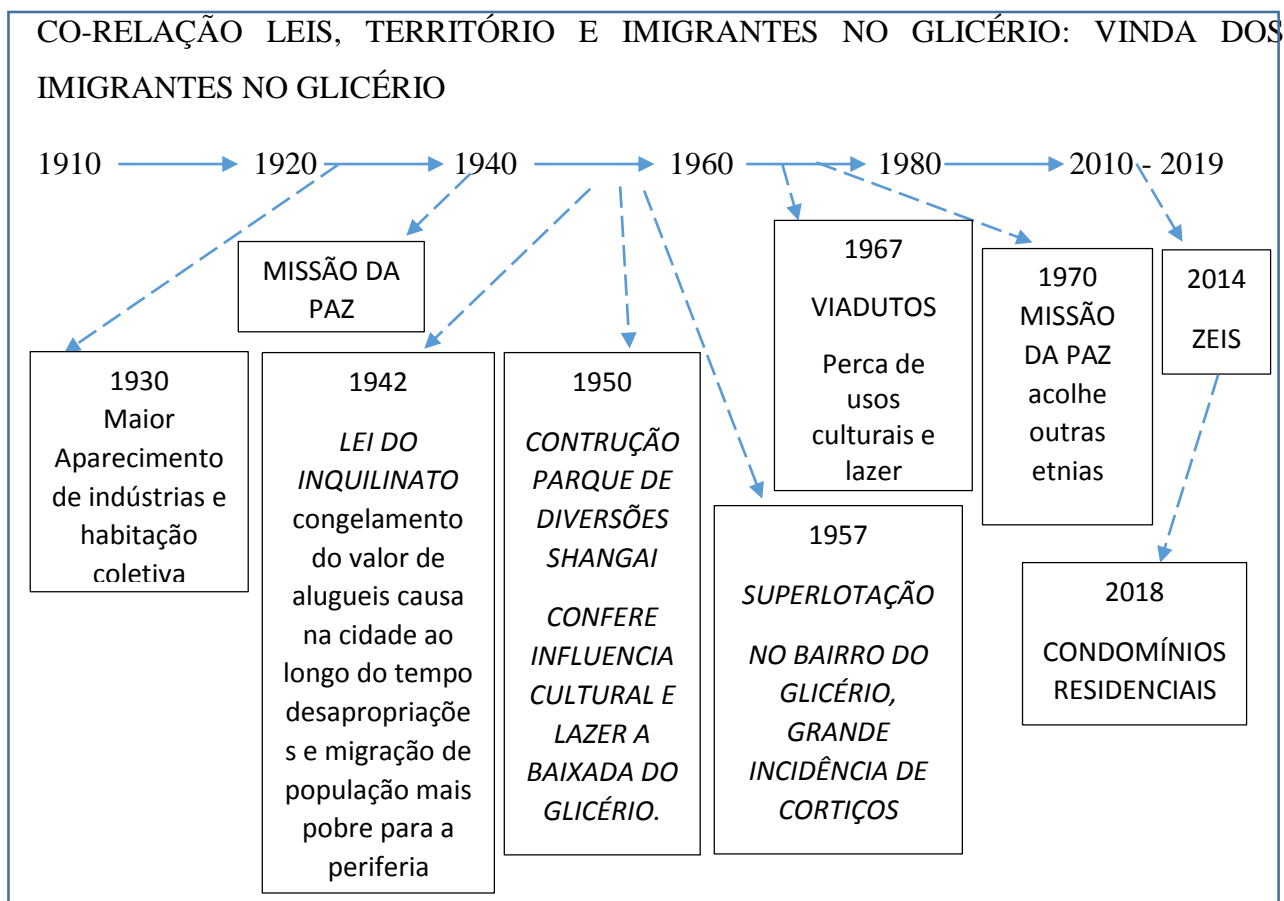 CO-RELAÇÃO LEIS, TERRITÓRIO E IMIGRANTES NO GLICÉRIO: VINDA DOS
IMIGRANTES NO GLICÉRIO
1910
1920
1940
1960
1980
2010 - 2019
MISSÃO DA
PAZ
1930
Maior
Aparecimento
de indústrias e
habitação
coletiva
1942
LEI DO
INQUILINATO
congelamento
do valor de
alugueis causa
na cidade ao
longo do tempo
desapropriaçõe
s e migração de
população mais
pobre para a
periferia
1950
CONTRUÇÃO
PARQUE DE
DIVERSÕES
SHANGAI
CONFERE
INFLUENCIA
CULTURAL E
LAZER A
BAIXADA DO
GLICÉRIO.
1957
SUPERLOTAÇÃO
NO BAIRRO DO
GLICÉRIO,
GRANDE
INCIDÊNCIA DE
CORTIÇOS
1967
VIADUTOS
Perca de
usos
culturais e
lazer
1970
MISSÃO
DA PAZ
acolhe
outras
etnias
2014
ZEIS
2018
CONDOMÍNIOS
RESIDENCIAIS